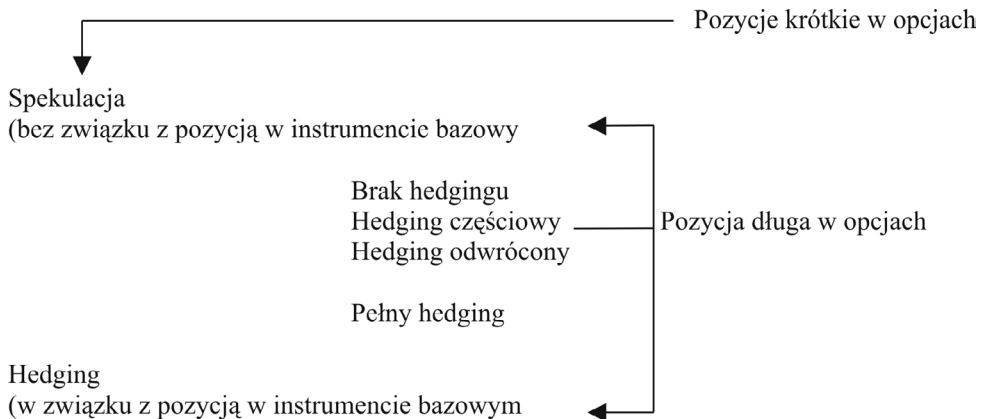 Pozycje krótkie w opcjach
Spekulacja
(bez związku z pozycją w instrumencie bazowy
Brak hedgingu
Hedging częściowy
Pozycja długa w opcjach
Hedging odwrócony
Pełny hedging
Hedging
(w związku z pozycją w instrumencie bazowym